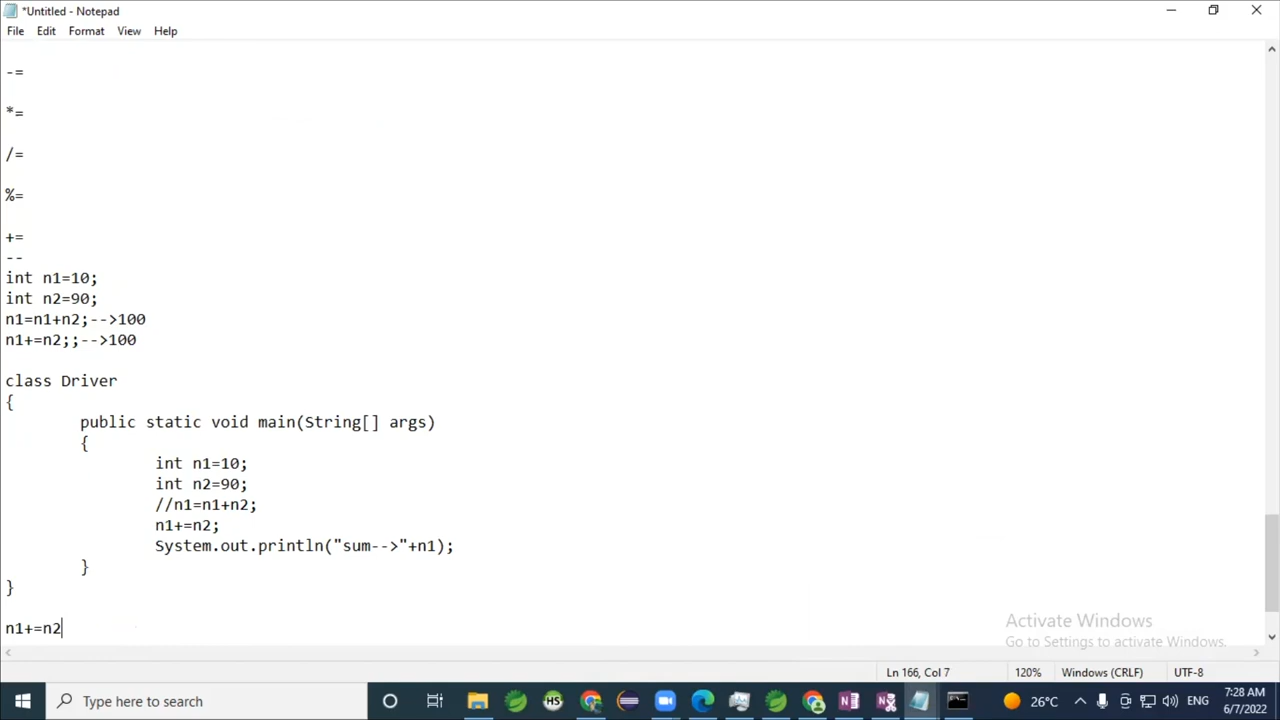 *Untitled - Notepad
File Edit Format View Help
-=
*=
/=
%=
+=
--
int n1=10;
int n2=90;
n1=n1+n2;-->100
n1+=n2;;-->100
class Driver
{
public static void main(String[] args)
{
int n1=10;
int n2=90;
//n1=n1+n2;
n1+=n2;
System.out.println("sum-->"+n1);
}
}
n1+=n2
Activate Windows
Go to Settings to activate Windows.
Ln 166, Col 7 120% Windows (CRLF) UTF-8
Type here to search HS 26°C ENG 7:28 AM
6/7/2022